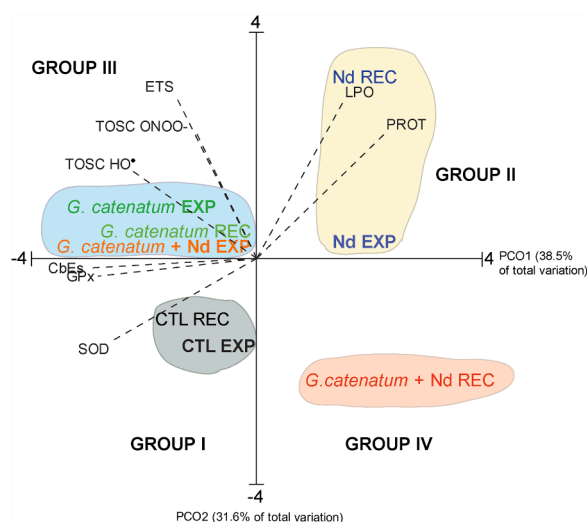 4
GROUP III
ETS
Nd REC
LPO
TOSC ONOO-
PROT
TOSC HO•
GROUP II
G. catenatum EXP
G. catenatum REC
G. catenatum + Nd EXP
Nd EXP
-4
4
PCO1 (38.5%
of total variation)
CbEs
GPx
CTL REC
SOD
CTL EXP
G.catenatum + Nd REC
GROUP I
GROUP IV
-4
PCO2 (31.6% of total variation)